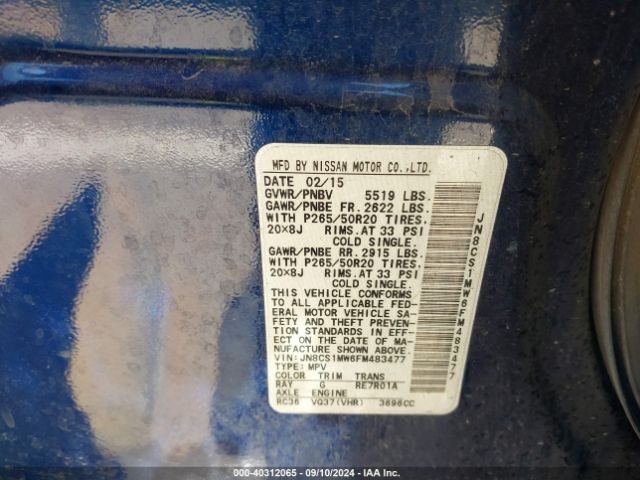 MFD BY NISSAN MOTOR CO.,LTD.
DATE 02/15
GVWR/PNBV 5519 LBS.
GAWR/PNBE FR. 2622 LBS.
WITH P265/50R20 TIRES.
20×8J RIMS.AT 33 PSI
COLD SINGLE.
GAWR/PNBE RR. 2915 LBS.
WITH P265/50R20 TIRES.
20×8J RIMS.AT 33 PSI
COLD SINGLE.
THIS VEHICLE CONFORMS
TO ALL APPLICABLE FED-
ERAL MOTOR VEHICLE SA-
FETY AND THEFT PREVEN-
TION STANDARDS IN EFF-
ECT ON THE DATE OF MA-
NUFACTURE SHOWN ABOVE.
VIN:JN8CS1MW6FM483477
TYPE: MPV
COLOR TRIM TRANS
RAY G RE7R01A
AXLE ENGINE
RC36 VQ37(VHR) 3696CC
JN8CS1MW6FM483477
000-40312065 - 09/10/2024 - IAA Inc.